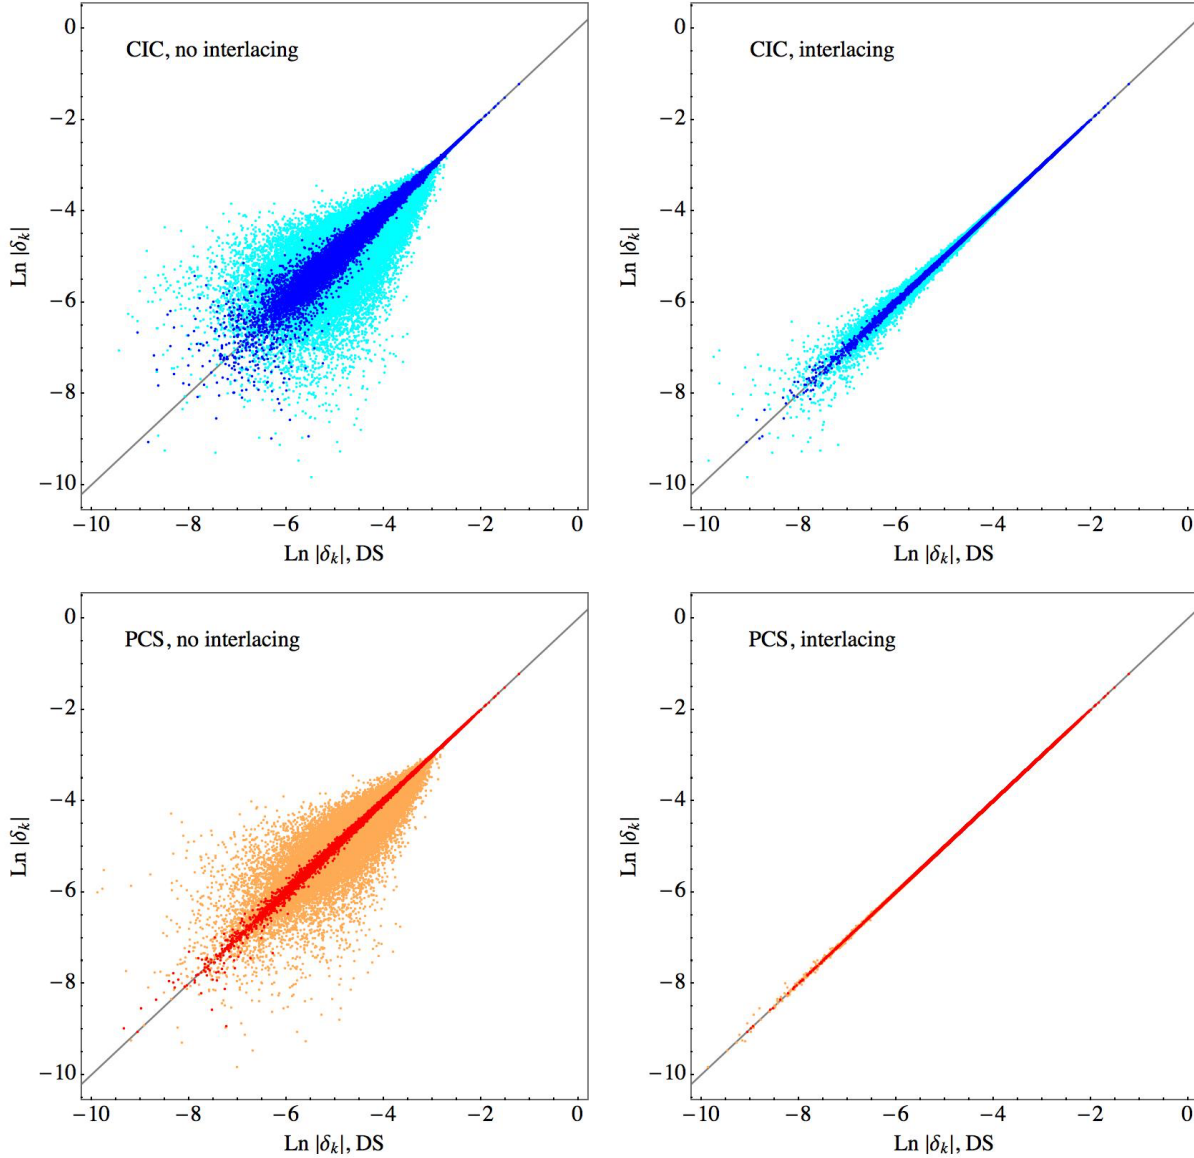 CIC, no interlacing
Ln |δk|
0
−2
−4
−6
−8
−10
−10 −8 −6 −4 −2 0
Ln |δk|, DS
CIC, interlacing
Ln |δk|
0
−2
−4
−6
−8
−10
−10 −8 −6 −4 −2 0
Ln |δk|, DS
PCS, no interlacing
Ln |δk|
0
−2
−4
−6
−8
−10
−10 −8 −6 −4 −2 0
Ln |δk|, DS
PCS, interlacing
Ln |δk|
0
−2
−4
−6
−8
−10
−10 −8 −6 −4 −2 0
Ln |δk|, DS